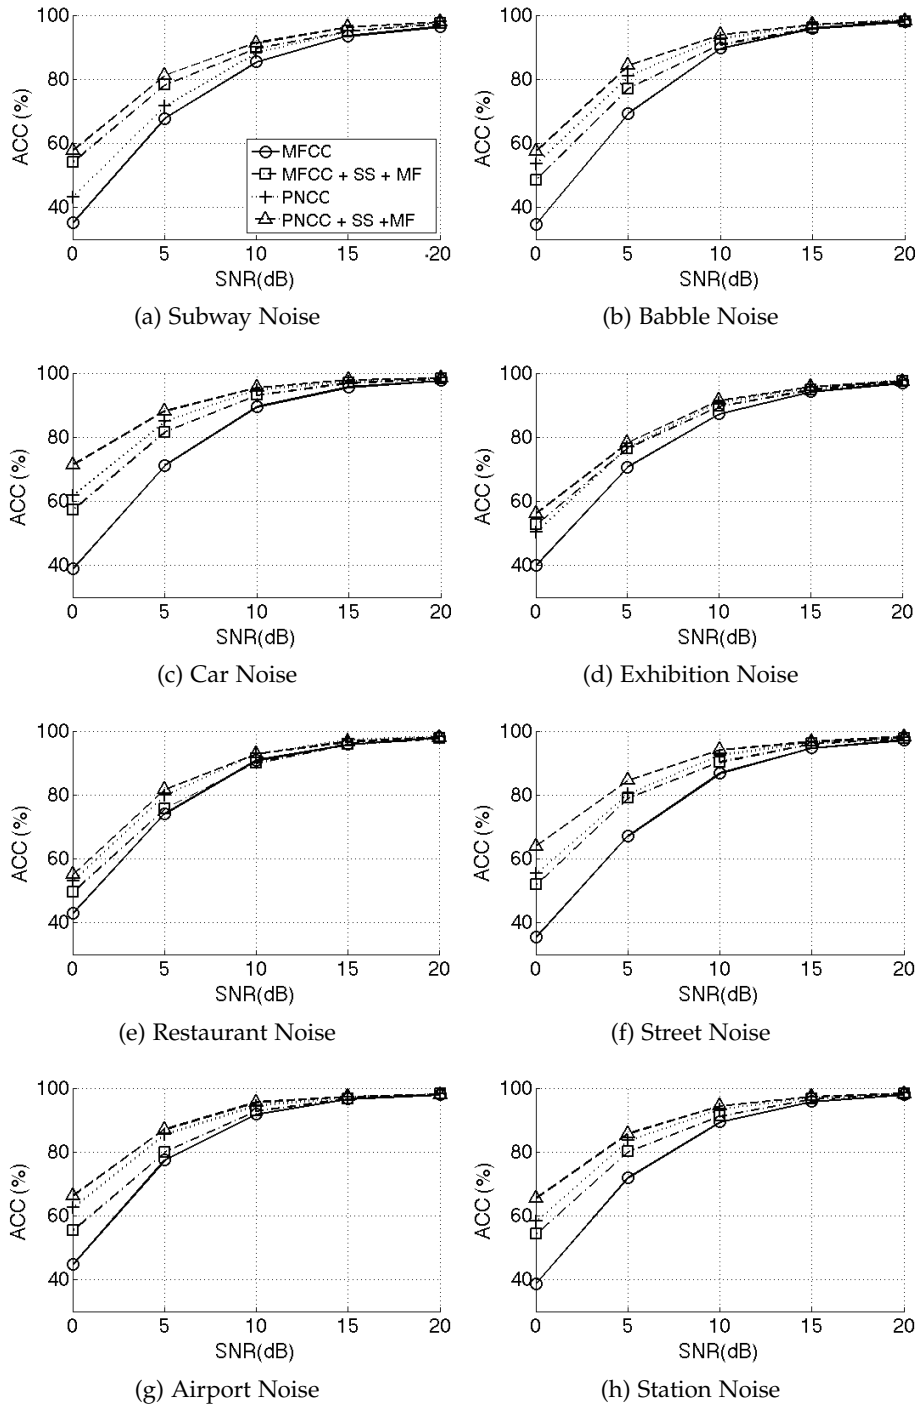 100
80
60
40
ACC (%)
MFCC
MFCC + SS + MF
PNCC
PNCC + SS +MF
0 5 10 15 20
SNR(dB)
(a) Subway Noise
100
80
60
40
ACC (%)
0 5 10 15 20
SNR(dB)
(b) Babble Noise
100
80
60
40
ACC (%)
0 5 10 15 20
SNR(dB)
(c) Car Noise
100
80
60
40
ACC (%)
0 5 10 15 20
SNR(dB)
(d) Exhibition Noise
100
80
60
40
ACC (%)
0 5 10 15 20
SNR(dB)
(e) Restaurant Noise
100
80
60
40
ACC (%)
0 5 10 15 20
SNR(dB)
(f) Street Noise
100
80
60
40
ACC (%)
0 5 10 15 20
SNR(dB)
(g) Airport Noise
100
80
60
40
ACC (%)
0 5 10 15 20
SNR(dB)
(h) Station Noise